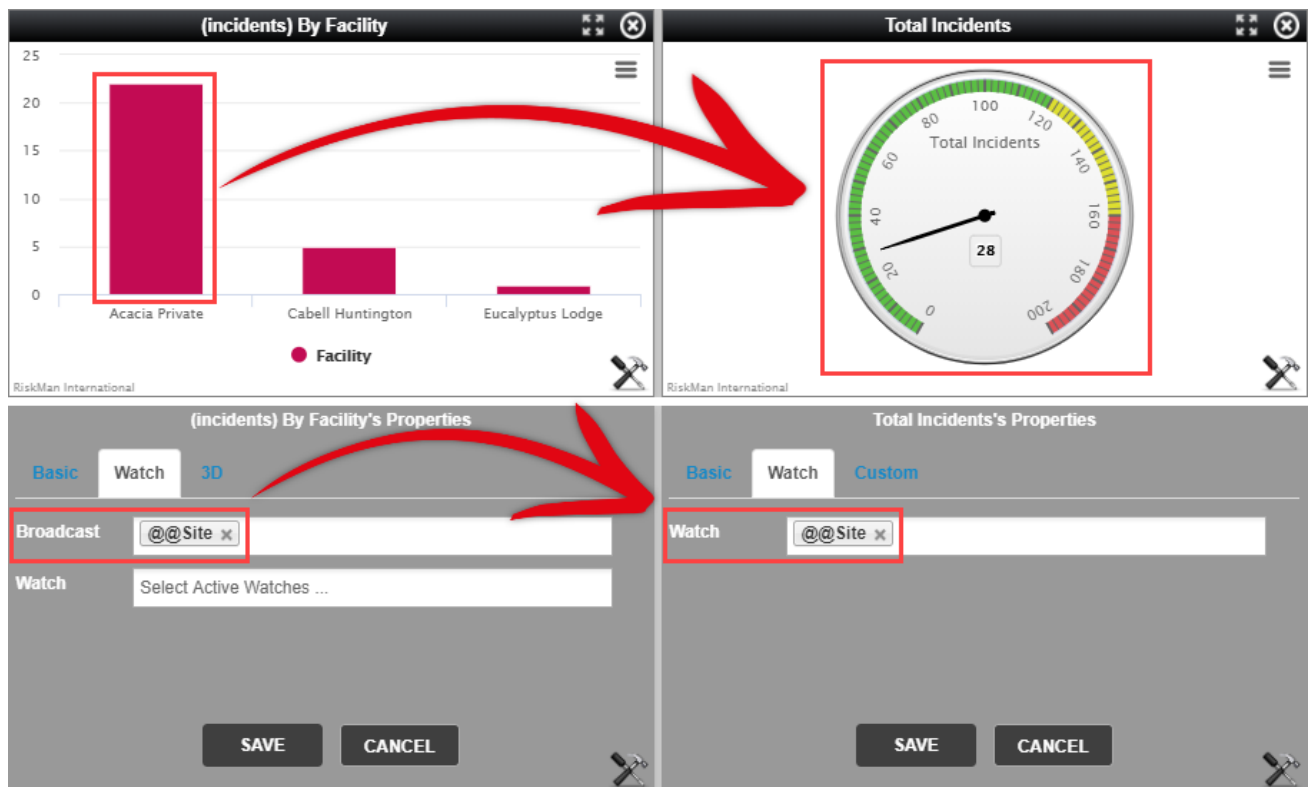 (incidents) By Facility
25
20
15
10
5
0
Acacia Private Cabell Huntington Eucalyptus Lodge
Facility
RiskMan International
Total Incidents
0
20
40
60
80
100
120
140
160
180
200
Total Incidents
28
RiskMan International
(incidents) By Facility's Properties
Basic Watch 3D
Broadcast @@Site x
Watch Select Active Watches ...
SAVE CANCEL
Total Incidents's Properties
Basic Watch Custom
Watch @@Site x
SAVE CANCEL